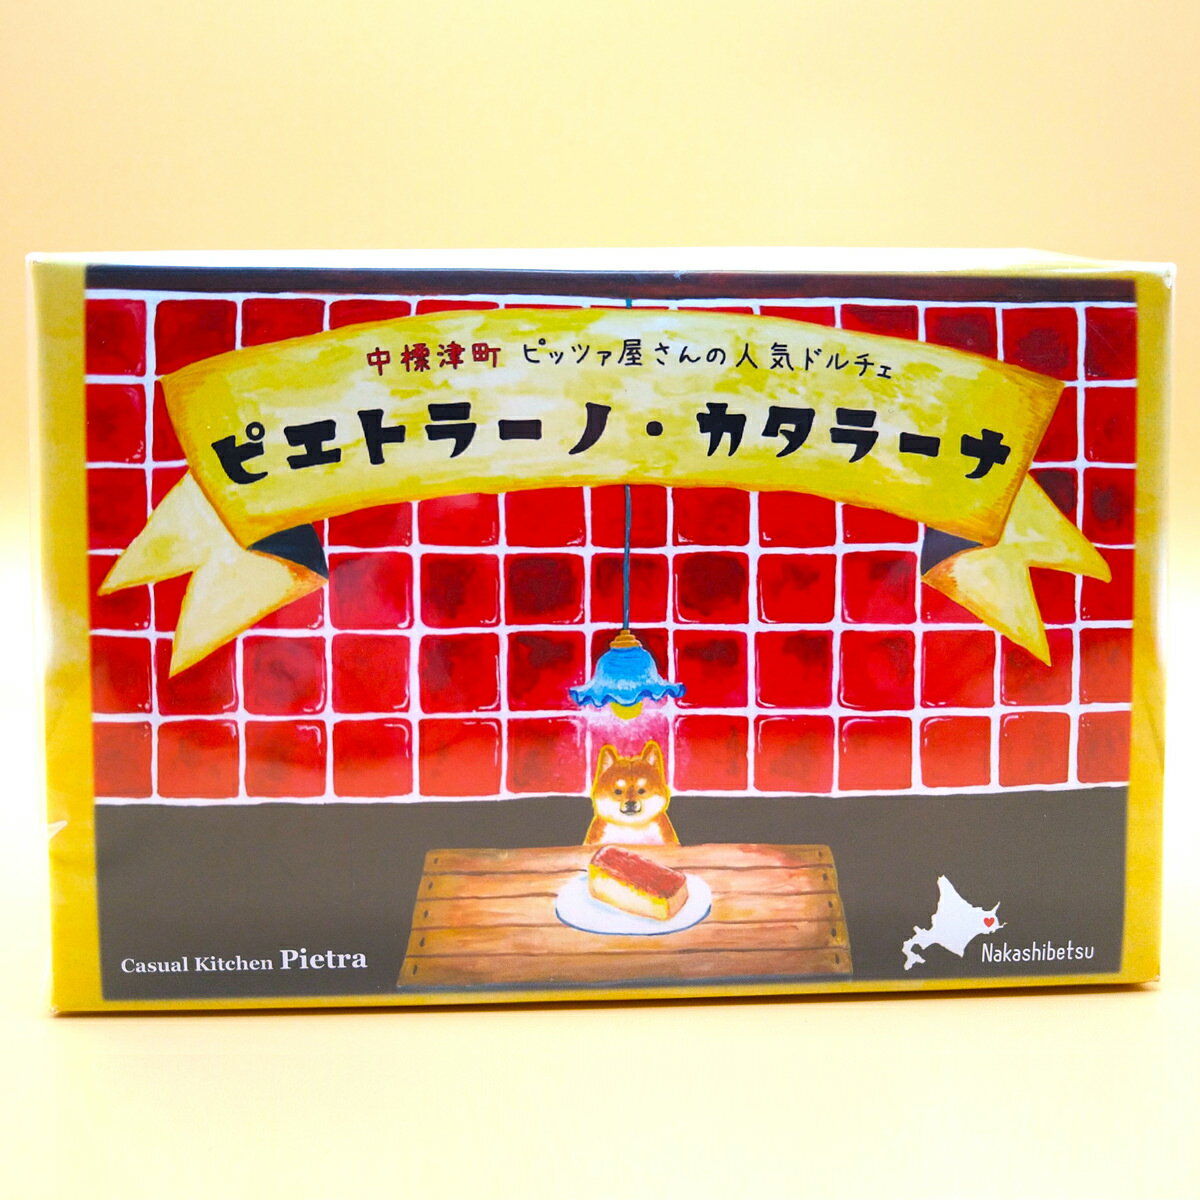 中標津町 ピッツァ屋さんの人気ドルチェ
ピエトラーノ・カタラーナ
Casual Kitchen Pietra
Nakashibetsu